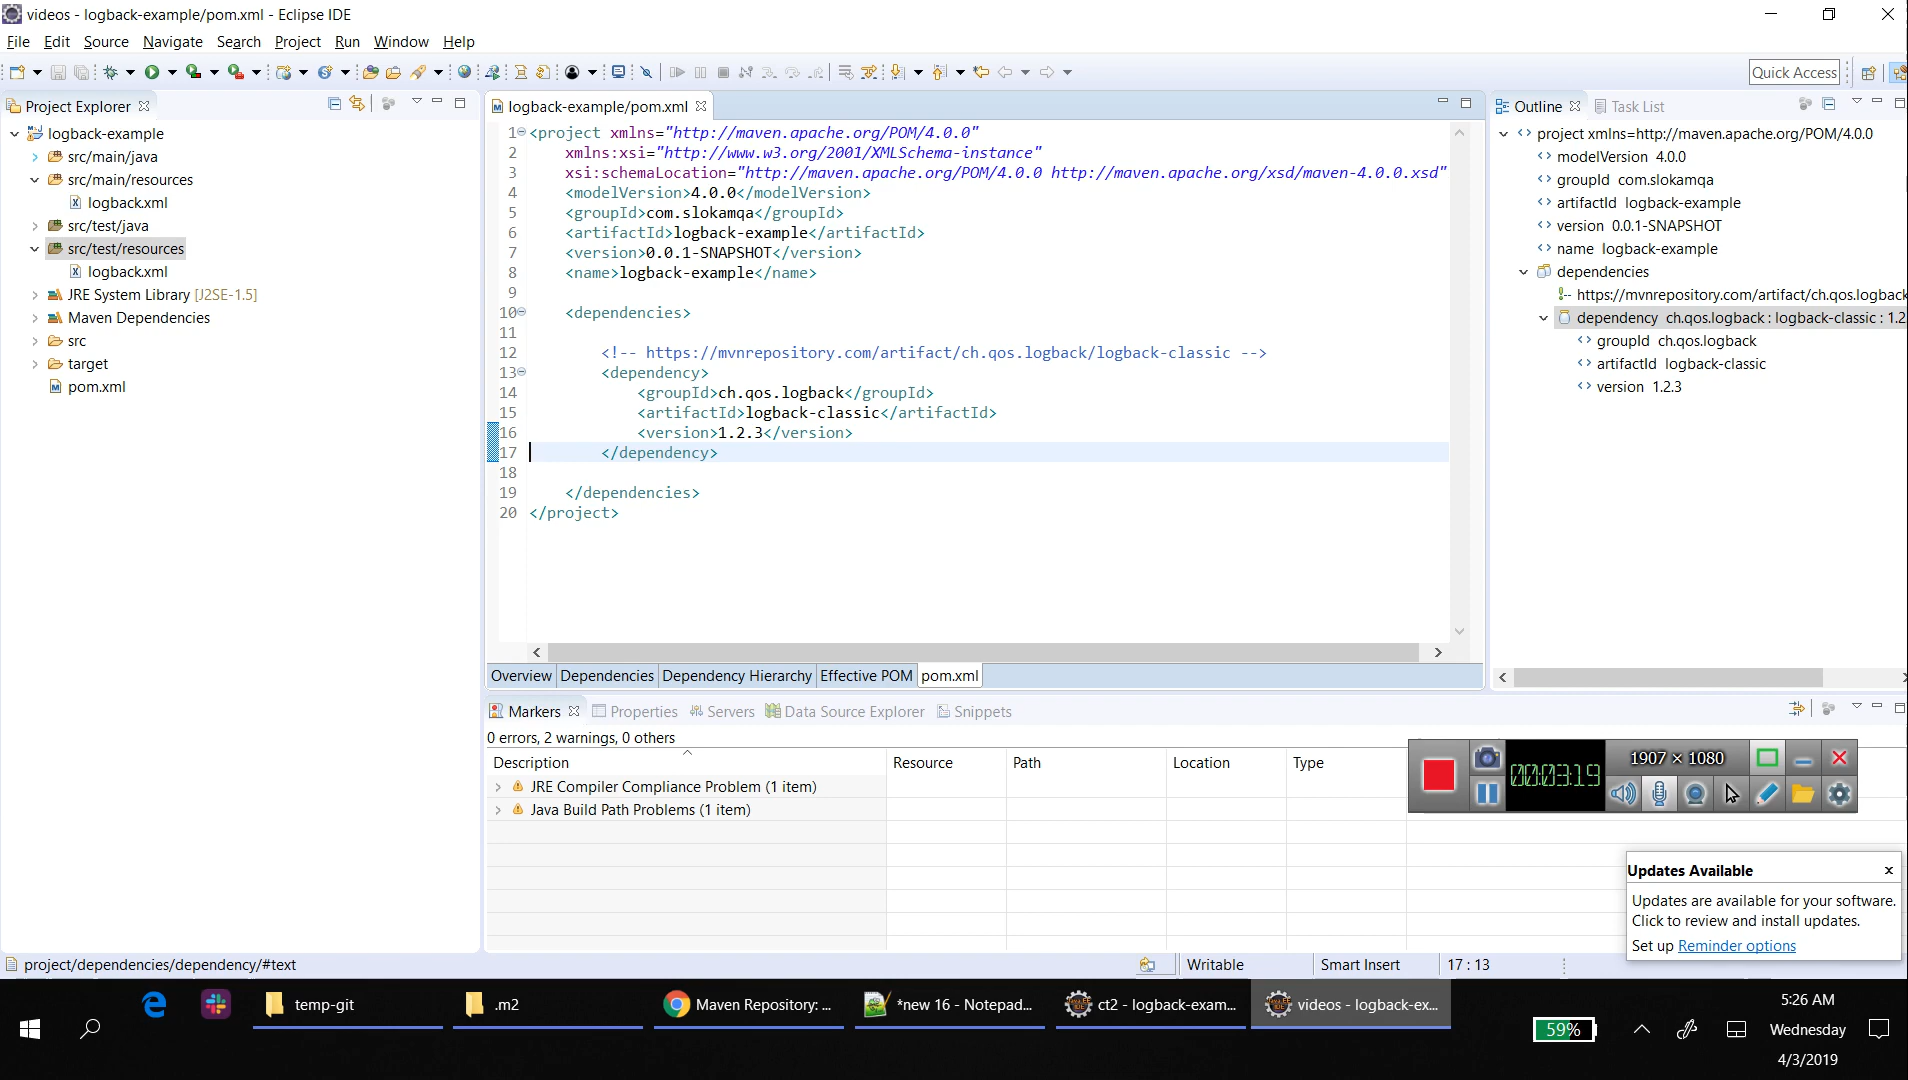 videos - logback-example/pom.xml - Eclipse IDE
File Edit Source Navigate Search Project Run Window Help
Quick Access
Project Explorer
logback-example
src/main/java
src/main/resources
logback.xml
src/test/java
src/test/resources
logback.xml
JRE System Library [J2SE-1.5]
Maven Dependencies
src
target
pom.xml
logback-example/pom.xml
1 <project xmlns="http://maven.apache.org/POM/4.0.0"
2 xmlns:xsi="http://www.w3.org/2001/XMLSchema-instance"
3 xsi:schemaLocation="http://maven.apache.org/POM/4.0.0 http://maven.apache.org/xsd/maven-4.0.0.xsd"
4 <modelVersion>4.0.0</modelVersion>
5 <groupId>com.slokamqa</groupId>
6 <artifactId>logback-example</artifactId>
7 <version>0.0.1-SNAPSHOT</version>
8 <name>logback-example</name>
9
10 <dependencies>
11
12 <!-- https://mvnrepository.com/artifact/ch.qos.logback/logback-classic -->
13 <dependency>
14 <groupId>ch.qos.logback</groupId>
15 <artifactId>logback-classic</artifactId>
16 <version>1.2.3</version>
17 </dependency>
18
19 </dependencies>
20 </project>
Overview Dependencies Dependency Hierarchy Effective POM pom.xml
Outline Task List
project xmlns=http://maven.apache.org/POM/4.0.0
modelVersion 4.0.0
groupId com.slokamqa
artifactId logback-example
version 0.0.1-SNAPSHOT
name logback-example
dependencies
https://mvnrepository.com/artifact/ch.qos.logback
dependency ch.qos.logback : logback-classic : 1.2
groupId ch.qos.logback
artifactId logback-classic
version 1.2.3
Markers Properties Servers Data Source Explorer Snippets
0 errors, 2 warnings, 0 others
Description Resource Path Location Type
JRE Compiler Compliance Problem (1 item)
Java Build Path Problems (1 item)
00:03:19
1907 × 1080
Updates Available x
Updates are available for your software.
Click to review and install updates.
Set up Reminder options
project/dependencies/dependency/#text
Writable
Smart Insert
17 : 13
temp-git
.m2
Maven Repository: ...
*new 16 - Notepad...
ct2 - logback-exam...
videos - logback-ex...
59%
5:26 AM
Wednesday
4/3/2019